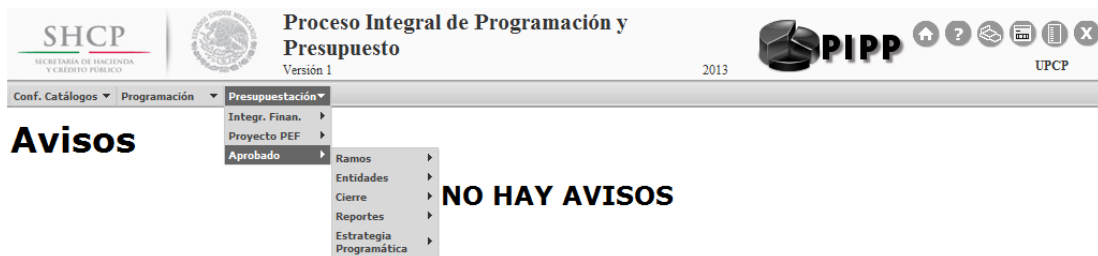 SHCP
SECRETARÍA DE HACIENDA
Y CRÉDITO PÚBLICO
Proceso Integral de Programación y
Presupuesto
Versión 1
2013
PIPP
UPCP
Conf. Catálogos
Programación
Presupuestación
Integr. Finan.
Proyecto PEF
Aprobado
Avisos
Ramos
Entidades
Cierre
Reportes
Estrategia
Programática
NO HAY AVISOS